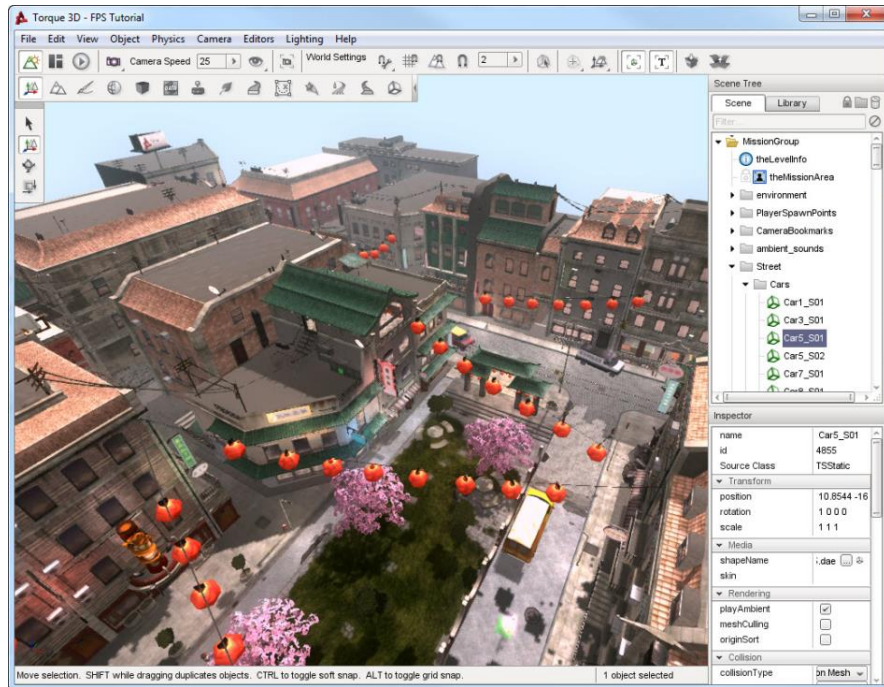 Torque 3D - FPS Tutorial
File Edit View Object Physics Camera Editors Lighting Help
Camera Speed 25 World Settings 2 T
Scene Tree
Scene Library
Filter...
MissionGroup
theLevelInfo
theMissionArea
environment
PlayerSpawnPoints
CameraBookmarks
ambient_sounds
Street
Cars
Car1_S01
Car3_S01
Car5_S01
Car5_S02
Car7_S01
Car8_S01
Inspector
name Car5_S01
id 4855
Source Class TSStatic
Transform
position 10.8544 -16
rotation 1 0 0 0
scale 1 1 1
Media
shapeName .dae ...
skin
Rendering
playAmbient
meshCulling
originSort
Collision
collisionType on Mesh
Move selection. SHIFT while dragging duplicates objects. CTRL to toggle soft snap. ALT to toggle grid snap. 1 object selected